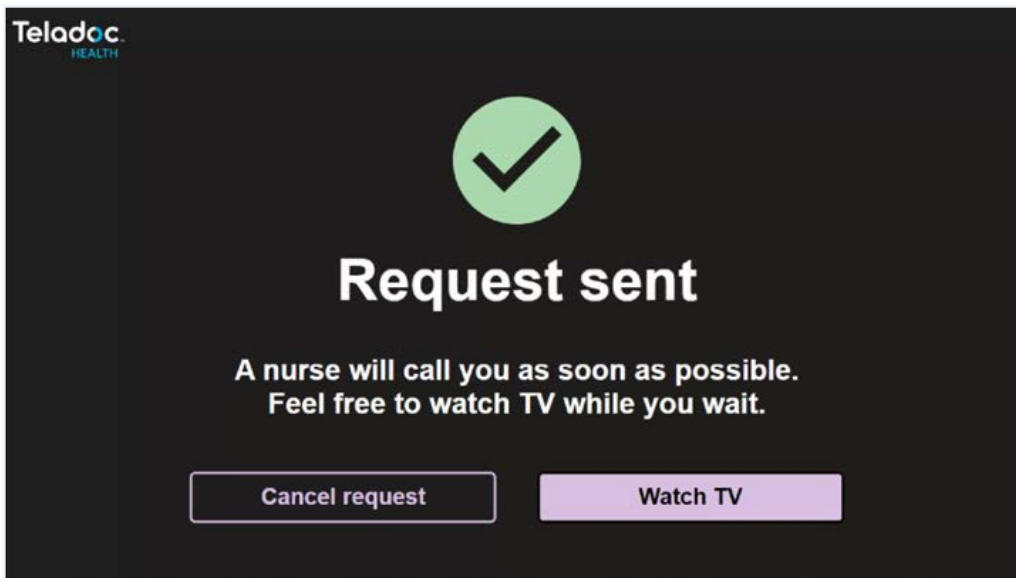 Teladoc
HEALTH
Request sent
A nurse will call you as soon as possible.
Feel free to watch TV while you wait.
Cancel request
Watch TV